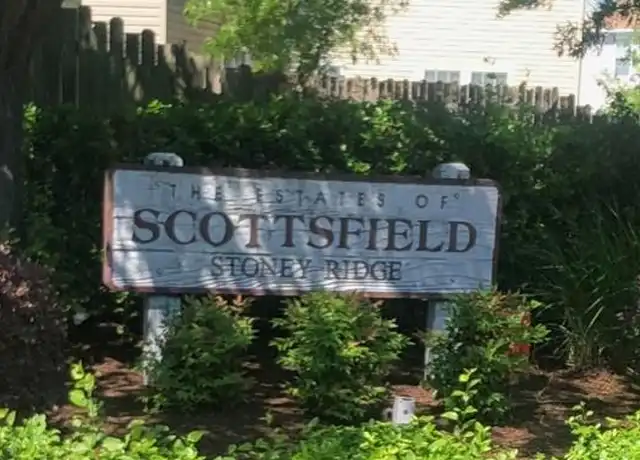 THE ESTATES OF
SCOTTSFIELD
STONEY RIDGE